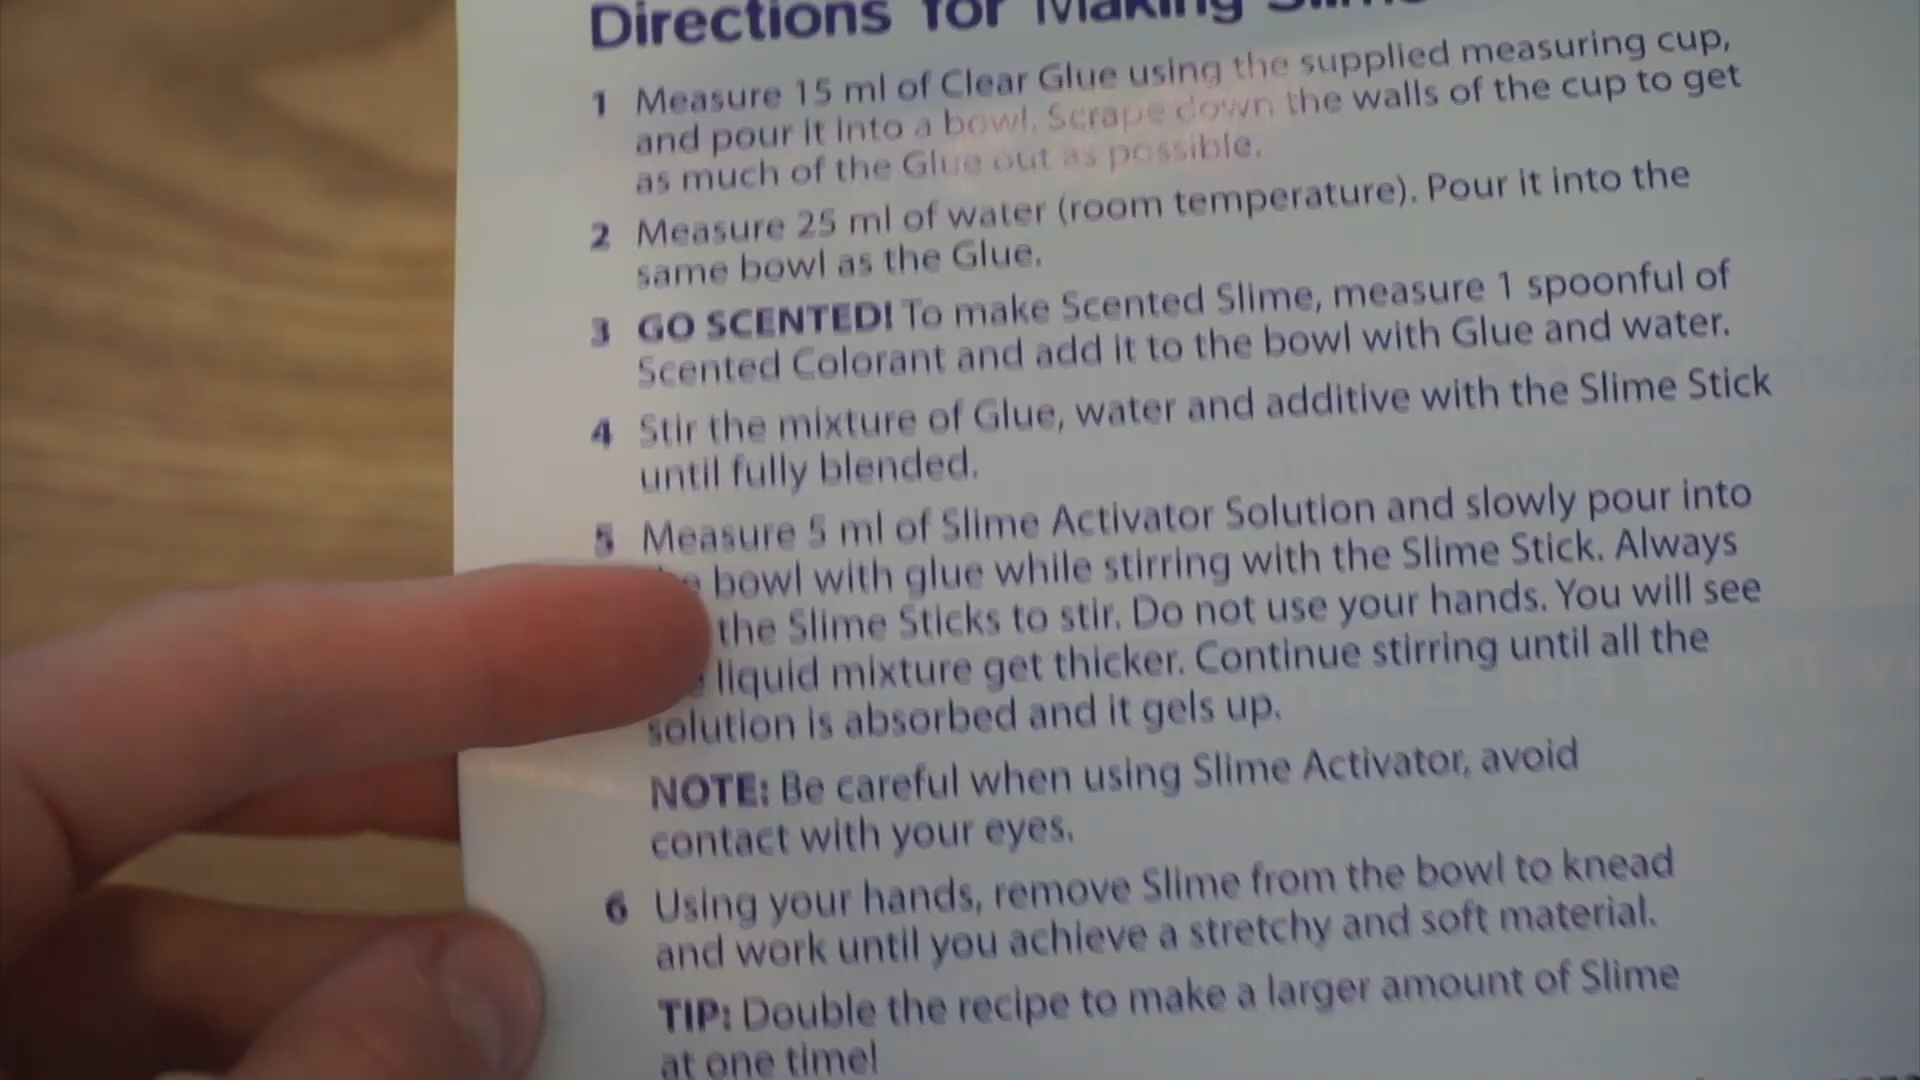 Directions for Making Slime
1 Measure 15 ml of Clear Glue using the supplied measuring cup,
and pour it into a bowl. Scrape down the walls of the cup to get
as much of the Glue out as possible.
2 Measure 25 ml of water (room temperature). Pour it into the
same bowl as the Glue.
3 GO SCENTED! To make Scented Slime, measure 1 spoonful of
Scented Colorant and add it to the bowl with Glue and water.
4 Stir the mixture of Glue, water and additive with the Slime Stick
until fully blended.
5 Measure 5 ml of Slime Activator Solution and slowly pour into
bowl with glue while stirring with the Slime Stick. Always
the Slime Sticks to stir. Do not use your hands. You will see
liquid mixture get thicker. Continue stirring until all the
solution is absorbed and it gels up.
NOTE: Be careful when using Slime Activator, avoid
contact with your eyes.
6 Using your hands, remove Slime from the bowl to knead
and work until you achieve a stretchy and soft material.
TIP: Double the recipe to make a larger amount of Slime
at one time!